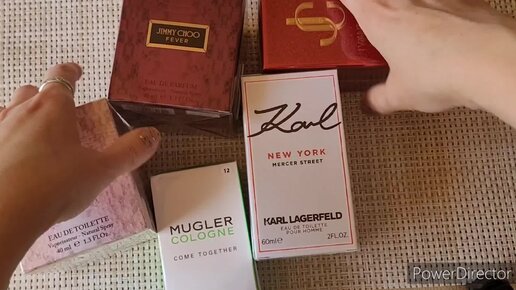 JIMMY CHOO
FEVER
EAU DE PARFUM
JC
Karl
NEW YORK
MERCER STREET
KARL LAGERFELD
EAU DE TOILETTE
POUR HOMME
60ml e 2FL.OZ.
12
MUGLER
COLOGNE
COME TOGETHER
EAU DE TOILETTE
Vaporisateur - Natural Spray
40 ml e 1.3 Fl.Oz.
PowerDirector